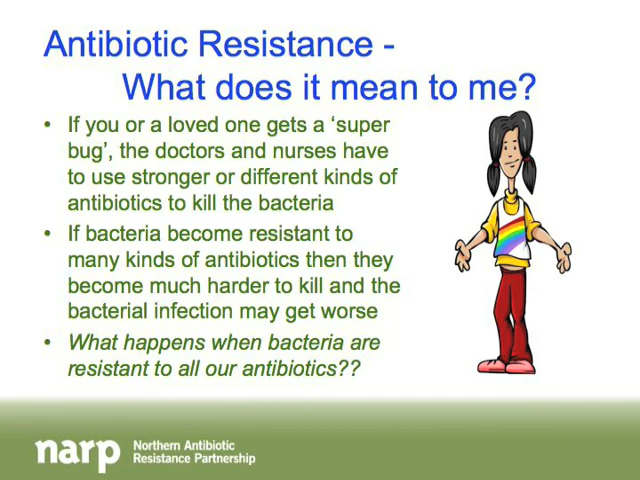 Antibiotic Resistance -
What does it mean to me?
• If you or a loved one gets a ‘super
bug’, the doctors and nurses have
to use stronger or different kinds of
antibiotics to kill the bacteria
• If bacteria become resistant to
many kinds of antibiotics then they
become much harder to kill and the
bacterial infection may get worse
• What happens when bacteria are
resistant to all our antibiotics??
narp
Northern Antibiotic
Resistance Partnership